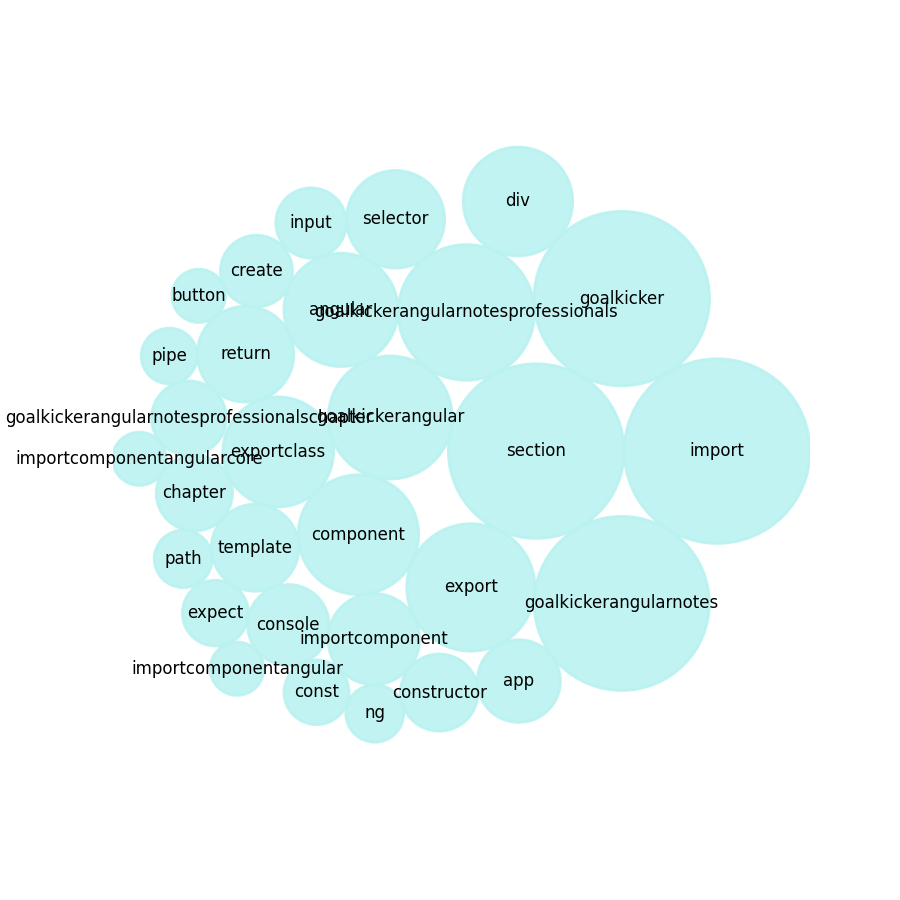 div
selector
input
create
button
goalkicker
angular
goalkickerangularnotesprofessionals
return
pipe
goalkickerangularnotesprofessionalschapter
goalkickerangular
exportclass
section
import
importcomponentangularcore
chapter
component
template
path
export
goalkickerangularnotes
expect
console
importcomponent
importcomponentangular
app
const
constructor
ng